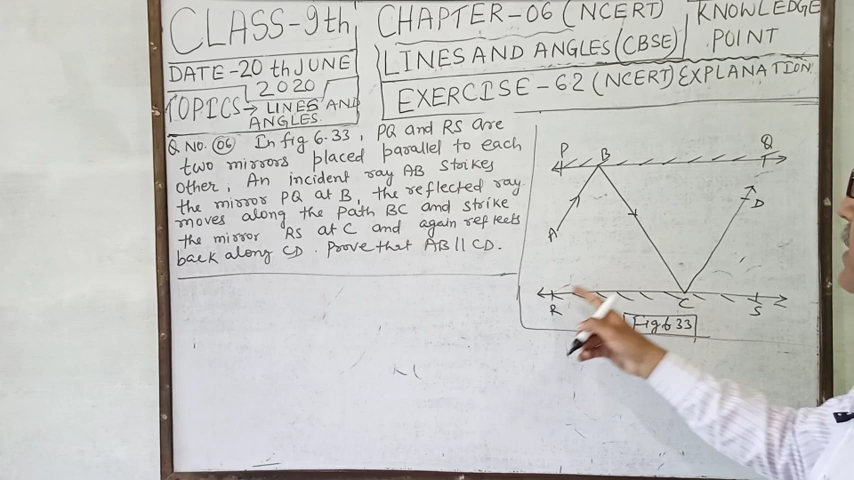 CLASS-9th
DATE-20 th JUNE
2020
TOPICS → LINES AND
ANGLES.
CHAPTER-06 (NCERT)
LINES AND ANGLES (CBSE)
KNOWLEDGE
POINT
EXERCISE-6.2 (NCERT) EXPLANATION
Q NO. 06 In fig 6.33, PQ and RS are
two mirrors placed parallel to each
other, An incident ray AB strikes
the mirror PQ at B, the reflected ray
moves along the path BC and strike
the mirror RS at C and again reflects
back along CD. Prove that AB || CD.
P B Q
A D
R C S
Fig 6.33